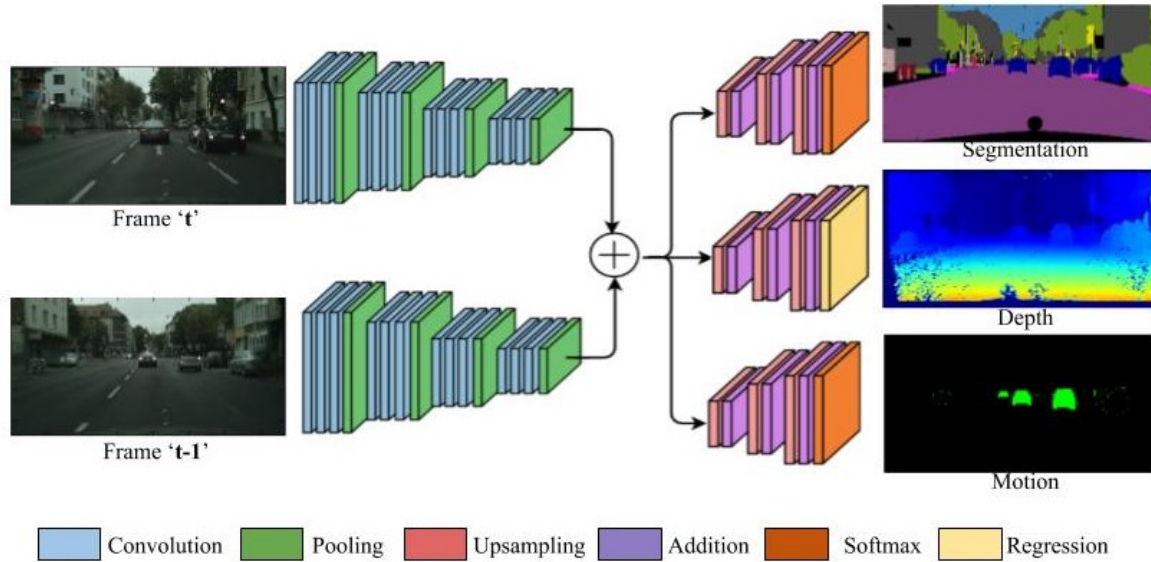 Segmentation
Frame ‘t’
Depth
Frame ‘t-1’
Motion
Convolution
Pooling
Upsampling
Addition
Softmax
Regression